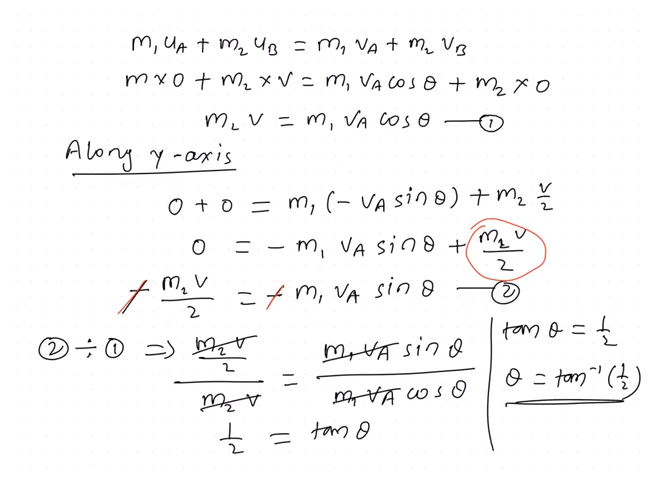 m₁ u_A + m₂ u_B = m₁ v_A + m₂ v_B
m × 0 + m₂ × v = m₁ v_A cos θ + m₂ × 0
m₂ v = m₁ v_A cos θ — ①
Along y-axis
0 + 0 = m₁ (- v_A sin θ) + m₂ v/2
0 = - m₁ v_A sin θ + m₂ v/2
- m₂ v/2 = - m₁ v_A sin θ — ②
② ÷ ① ⇒ (m₂ v/2)/(m₂ v) = (m₁ v_A sin θ)/(m₁ v_A cos θ)
1/2 = tan θ
tan θ = 1/2
θ = tan⁻¹ (1/2)